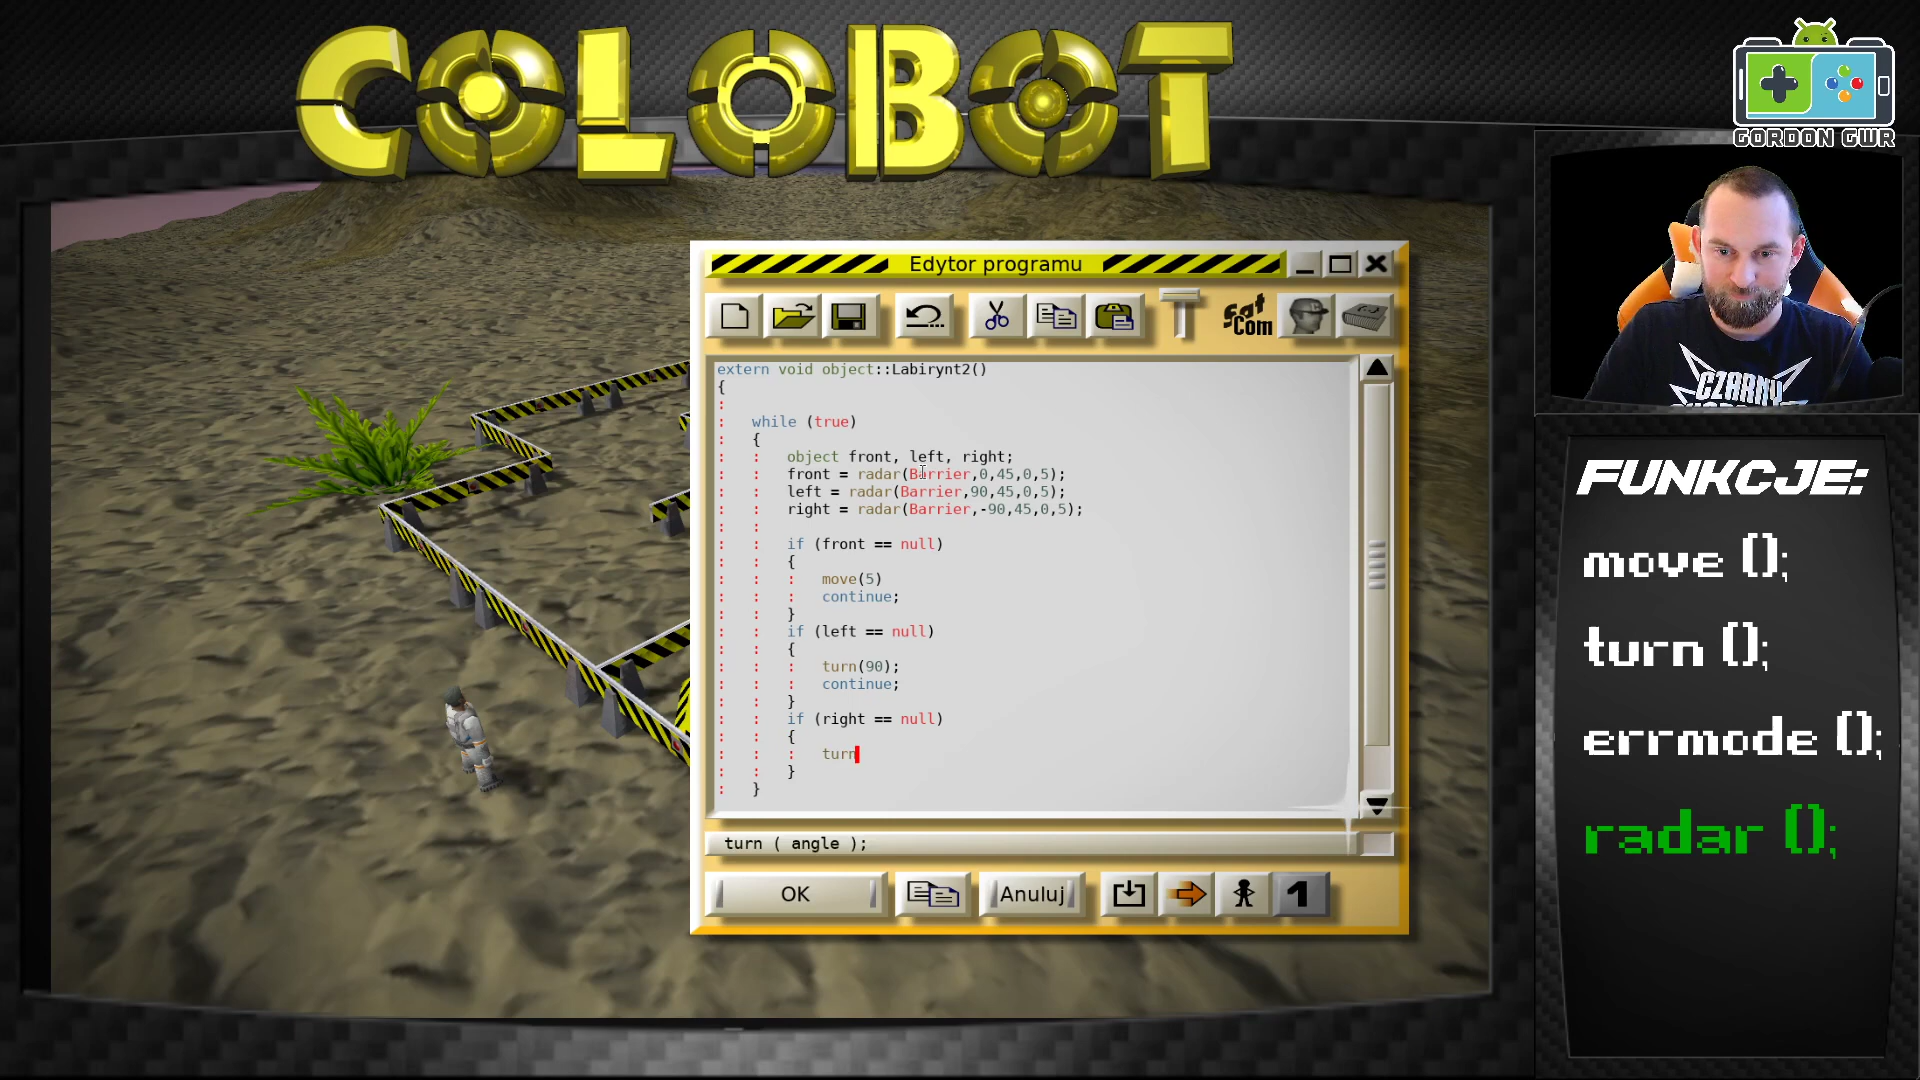 COLOBOT
GORDON GWR
Edytor programu
Sat
Com
extern void object::Labirynt2()
{
:
: while (true)
: {
: : object front, left, right;
: : front = radar(Barrier,0,45,0,5);
: : left = radar(Barrier,90,45,0,5);
: : right = radar(Barrier,-90,45,0,5);
: :
: : if (front == null)
: : {
: : : move(5)
: : : continue;
: : }
: : if (left == null)
: : {
: : : turn(90);
: : : continue;
: : }
: : if (right == null)
: : {
: : : turn
: : }
: }
turn ( angle );
OK
Anuluj
1
CZARNY
FUNKCJE:
move ();
turn ();
errmode ();
radar ();